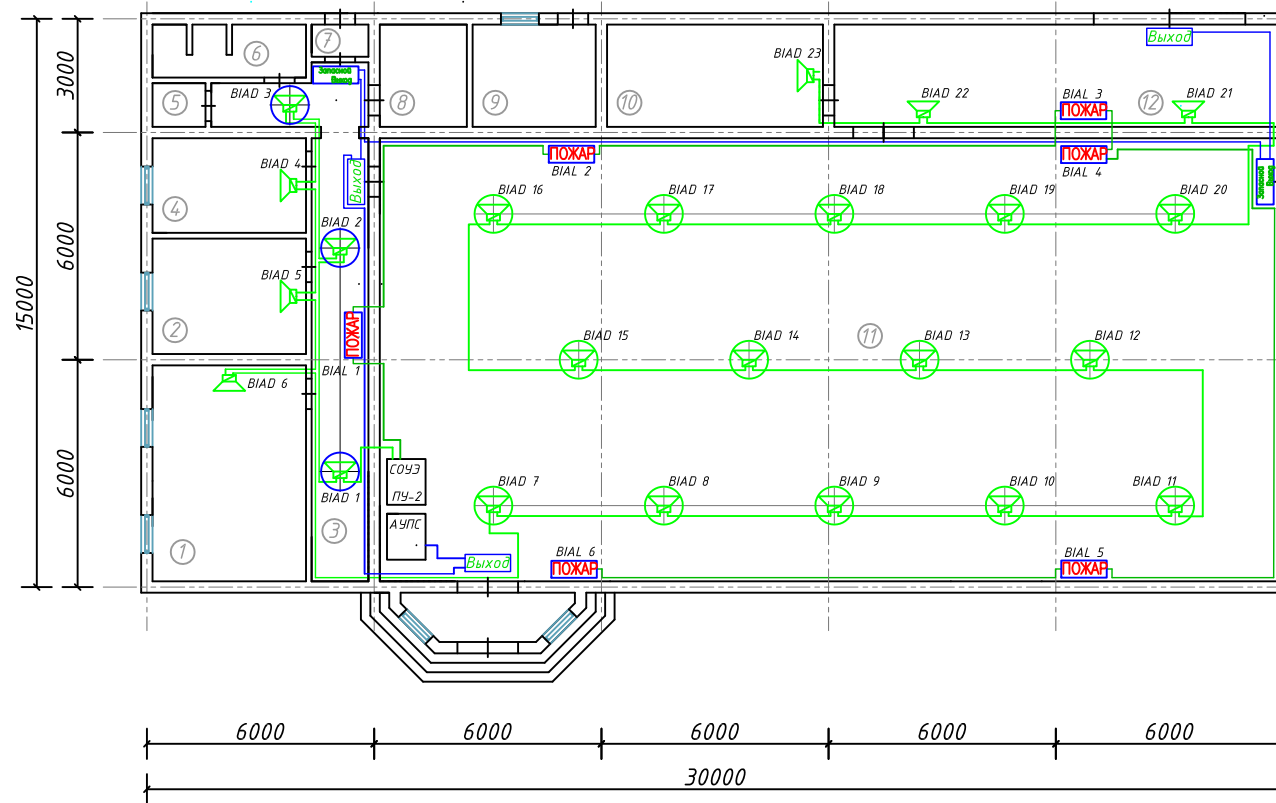 Выход
7
6
BIAD 23
Запасной
Выход
3000
BIAD 3
BIAD 22
BIAL 3
BIAD 21
5
8
9
10
ПОЖАР
12
BIAD 4
ПОЖАР
BIAL 2
ПОЖАР
BIAL 4
Выход
Запасной
Выход
BIAD 16
BIAD 17
BIAD 18
BIAD 19
BIAD 20
4
BIAD 2
6000
BIAD 5
15000
2
ПОЖАР
BIAD 15
BIAD 14
11
BIAD 13
BIAD 12
BIAL 1
BIAD 6
6000
СОУЭ
ПУ-2
BIAD 7
BIAD 8
BIAD 9
BIAD 10
BIAD 11
BIAD 1
АУПС
3
1
Выход
BIAL 6
ПОЖАР
BIAL 5
ПОЖАР
6000
6000
6000
6000
6000
30000